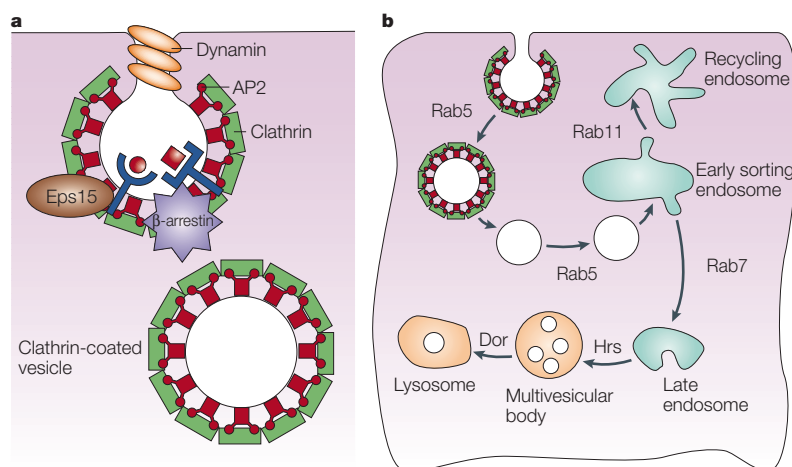 a
Dynamin
AP2
Clathrin
Eps15
β-arrestin
Clathrin-coated
vesicle
b
Rab5
Recycling
endosome
Rab11
Early sorting
endosome
Rab5
Rab7
Dor
Hrs
Lysosome
Multivesicular
body
Late
endosome